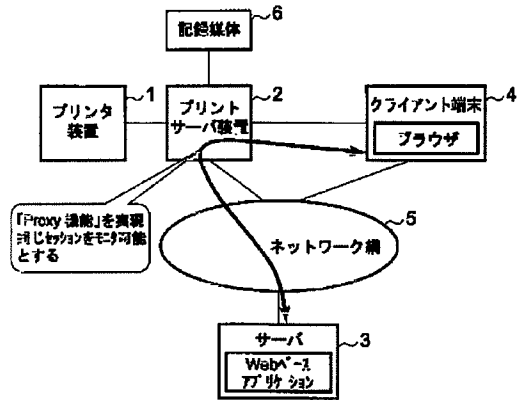 記録媒体
6
プリンタ
装置
1
プリント
サーバ装置
2
クライアント端末
ブラウザ
4
「Proxy 機能」を実現
同じセッションをモニタ可能
とする
ネットワーク網
5
サーバ
Webベース
アプリケーション
3